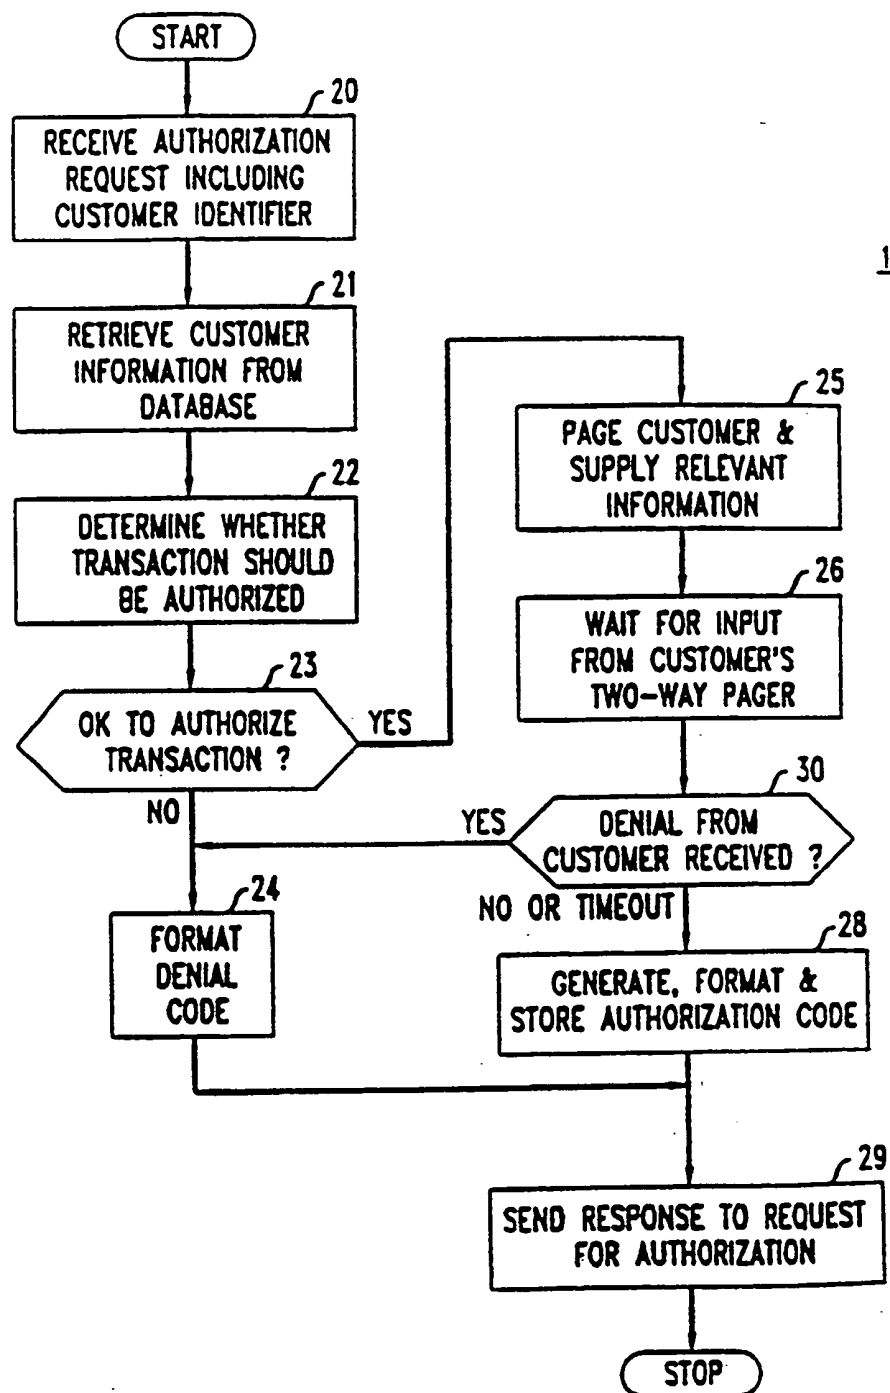 START
20
RECEIVE AUTHORIZATION
REQUEST INCLUDING
CUSTOMER IDENTIFIER
21
RETRIEVE CUSTOMER
INFORMATION FROM
DATABASE
22
DETERMINE WHETHER
TRANSACTION SHOULD
BE AUTHORIZED
23
OK TO AUTHORIZE
TRANSACTION ?
YES
NO
24
FORMAT
DENIAL
CODE
1
25
PAGE CUSTOMER &
SUPPLY RELEVANT
INFORMATION
26
WAIT FOR INPUT
FROM CUSTOMER'S
TWO-WAY PAGER
30
DENIAL FROM
CUSTOMER RECEIVED ?
YES
NO OR TIMEOUT
28
GENERATE, FORMAT &
STORE AUTHORIZATION CODE
29
SEND RESPONSE TO REQUEST
FOR AUTHORIZATION
STOP